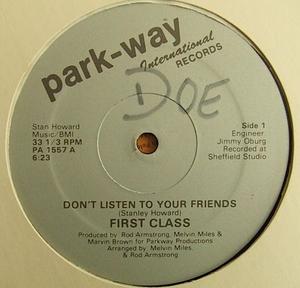 park-way
International
RECORDS
DOE
Stan Howard
Music/BMI
33 1/3 RPM
PA 1557 A
6:23
Side 1
Engineer
Jimmy Oburg
Recorded at
Sheffield Studio
DON'T LISTEN TO YOUR FRIENDS
(Stanley Howard)
FIRST CLASS
Produced by Rod Armstrong, Melvin Miles &
Marvin Brown for Parkway Productions
Arranged by Melvin Miles,
& Rod Armstrong